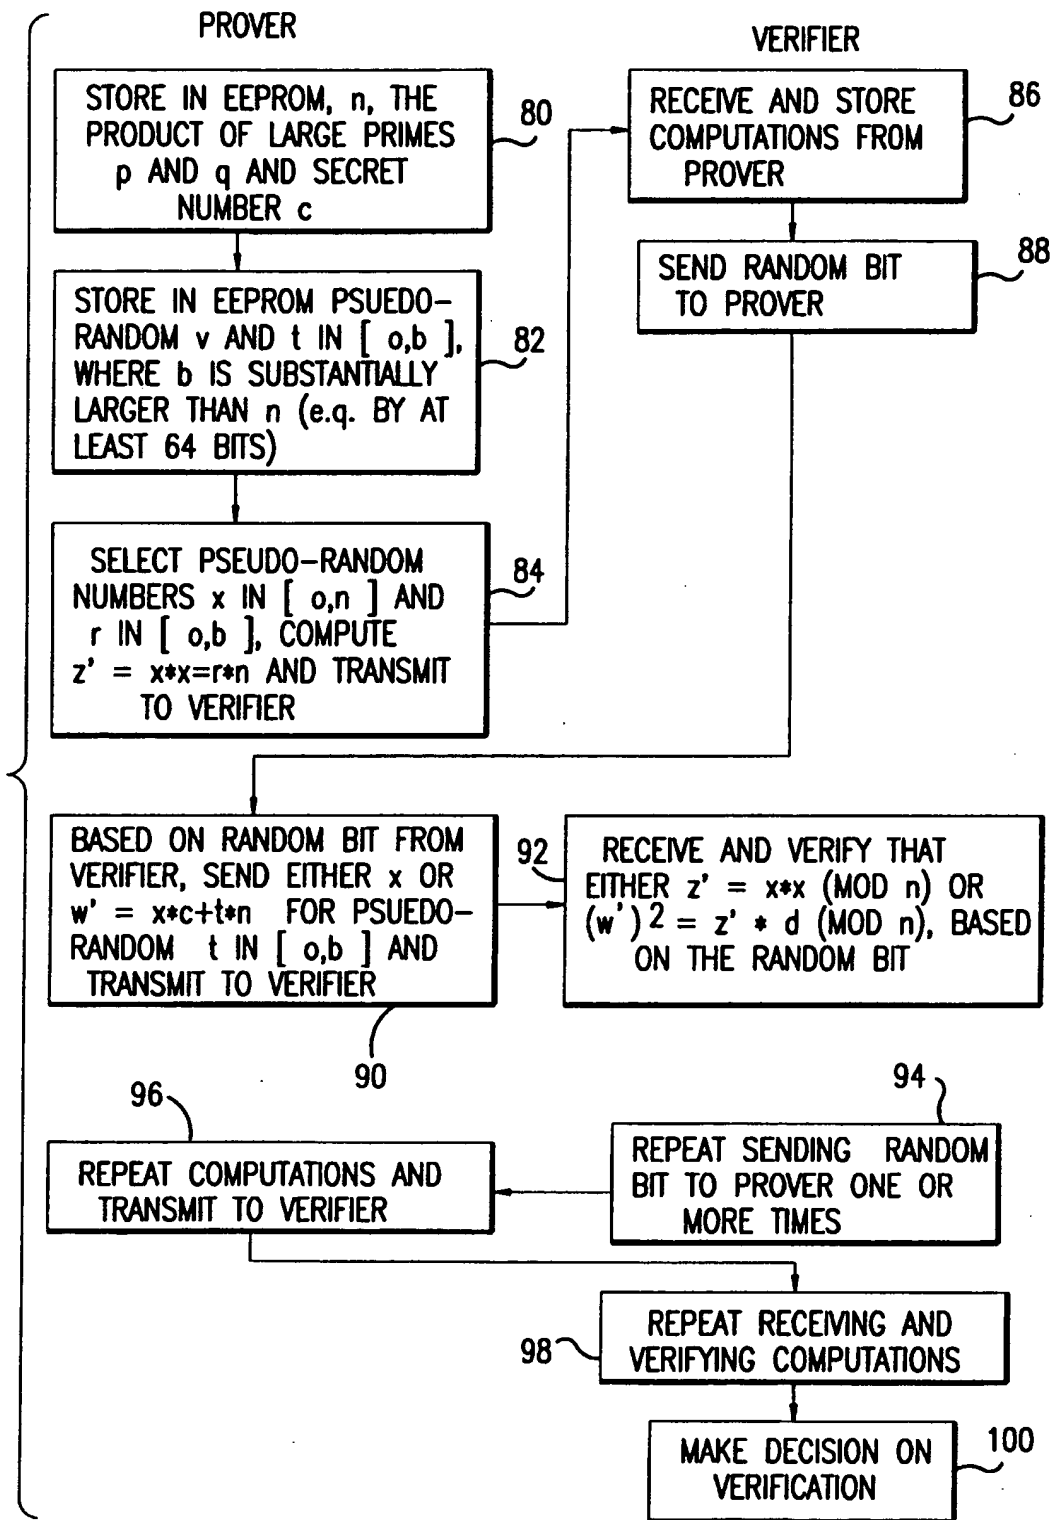 PROVER
VERIFIER
STORE IN EEPROM, n, THE
PRODUCT OF LARGE PRIMES
p AND q AND SECRET
NUMBER c
80
RECEIVE AND STORE
COMPUTATIONS FROM
PROVER
86
SEND RANDOM BIT
TO PROVER
88
STORE IN EEPROM PSUEDO-
RANDOM v AND t IN [ o,b ],
WHERE b IS SUBSTANTIALLY
LARGER THAN n (e.q. BY AT
LEAST 64 BITS)
82
SELECT PSEUDO-RANDOM
NUMBERS x IN [ o,n ] AND
r IN [ o,b ], COMPUTE
z' = x*x=r*n AND TRANSMIT
TO VERIFIER
84
BASED ON RANDOM BIT FROM
VERIFIER, SEND EITHER x OR
w' = x*c+t*n FOR PSUEDO-
RANDOM t IN [ o,b ] AND
TRANSMIT TO VERIFIER
90
92
RECEIVE AND VERIFY THAT
EITHER z' = x*x (MOD n) OR
(w')2 = z' * d (MOD n), BASED
ON THE RANDOM BIT
94
REPEAT SENDING RANDOM
BIT TO PROVER ONE OR
MORE TIMES
96
REPEAT COMPUTATIONS AND
TRANSMIT TO VERIFIER
98
REPEAT RECEIVING AND
VERIFYING COMPUTATIONS
MAKE DECISION ON
VERIFICATION
100